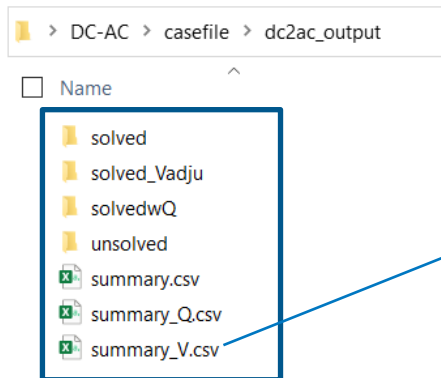 > DC-AC > casefile > dc2ac_output
Name
solved
solved_Vadju
solvedwQ
unsolved
summary.csv
summary_Q.csv
summary_V.csv